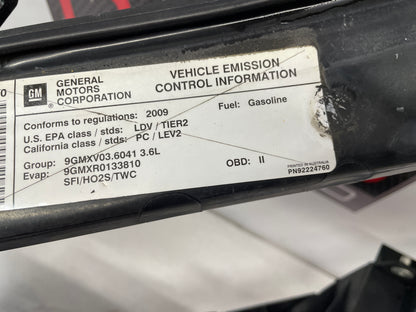 GM
GENERAL
MOTORS
CORPORATION
VEHICLE EMISSION
CONTROL INFORMATION
Conforms to regulations: 2009
Fuel: Gasoline
U.S. EPA class / stds: LDV / TIER2
California class / stds: PC / LEV2
Group: 9GMXV03.6041 3.6L
Evap: 9GMXR0133810
SFI/HO2S/TWC
OBD: II
PRINTED IN AUSTRALIA
PN92224760